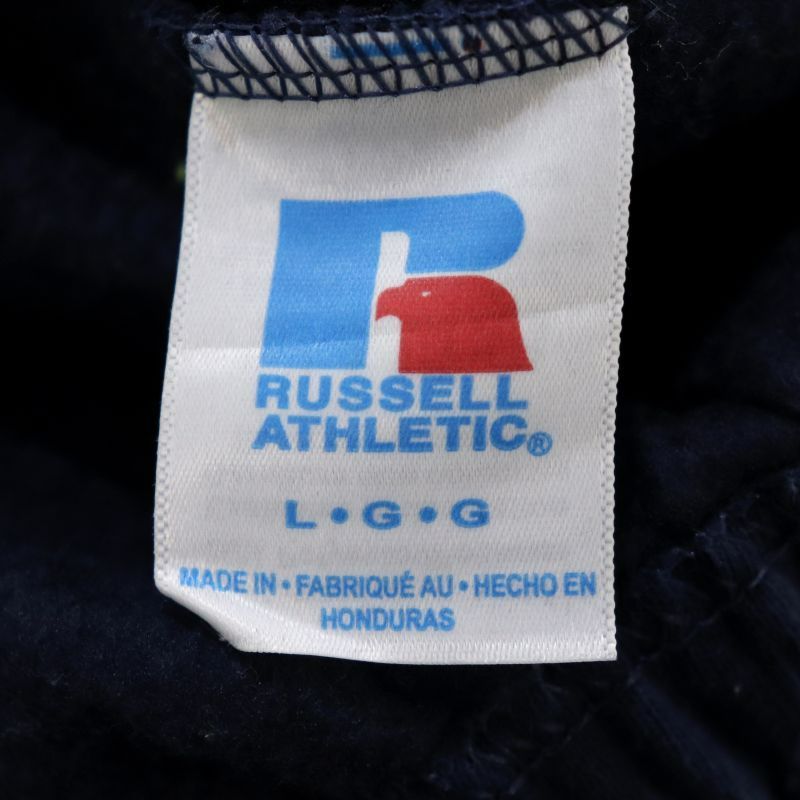 R
RUSSELL
ATHLETIC®
L•G•G
MADE IN • FABRIQUÉ AU • HECHO EN
HONDURAS